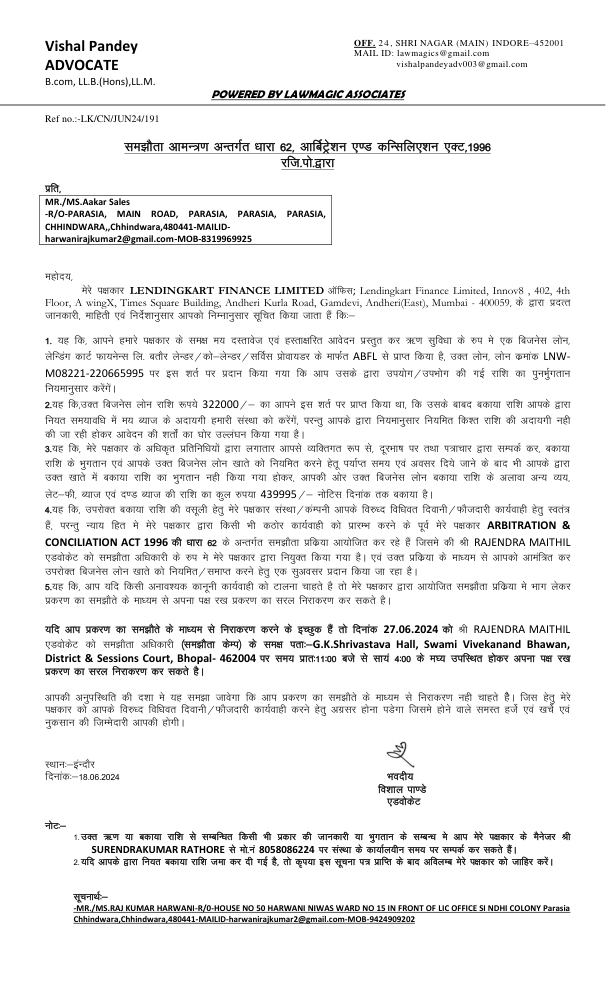 Vishal Pandey
ADVOCATE
B.com, LL.B.(Hons),LL.M.
OFF. 24, SHRI NAGAR (MAIN) INDORE–452001
MAIL ID: lawmagics@gmail.com
vishalpandeyadv003@gmail.com
POWERED BY LAWMAGIC ASSOCIATES
Ref no.:-LK/CN/JUN24/191
समझौता आमन्त्रण अन्तर्गत धारा 62, आर्बिट्रेशन एण्ड कन्सिलिएशन एक्ट,1996
रजि.पो.द्वारा
प्रति,
MR./MS.Aakar Sales
-R/O-PARASIA, MAIN ROAD, PARASIA, PARASIA, PARASIA,
CHHINDWARA,,Chhindwara,480441-MAILID-
harwanirajkumar2@gmail.com-MOB-8319969925
महोदय,
मेरे पक्षकार LENDINGKART FINANCE LIMITED ऑफिस; Lendingkart Finance Limited, Innov8 , 402, 4th
Floor, A wingX, Times Square Building, Andheri Kurla Road, Gamdevi, Andheri(East), Mumbai - 400059, के द्वारा प्रदत्त
जानकारी, माहिती एवं निर्देशानुसार आपको निम्नानुसार सूचित किया जाता हैं कि:–
1. यह कि, आपने हमारे पक्षकार के समक्ष मय दस्तावेज एवं हस्ताक्षरित आवेदन प्रस्तुत कर ऋण सुविधा के रुप मे एक बिजनेस लोन,
लेन्डिंग कार्ट फायनेन्स लि. बतौर लेन्डर/को–लेन्डर/सर्विस प्रोवायडर के मार्फत ABFL से प्राप्त किया है, उक्त लोन, लोन क्रमांक LNW-
M08221-220665995 पर इस शर्त पर प्रदान किया गया कि आप उसके द्वारा उपयोग/उपभोग की गई राशि का पुनर्भुगतान
नियमानुसार करेंगें।
2.यह कि,उक्त बिजनेस लोन राशि रूपये 322000/– का आपने इस शर्त पर प्राप्त किया था, कि उसके बाबद बकाया राशि आपके द्वारा
नियत समयावधि में मय ब्याज के अदायगी हमारी संस्था को करेंगें, परन्तु आपके द्वारा नियमानुसार नियमित किश्त राशी की अदायगी नही
की जा रही होकर आवेदन की शर्तों का घोर उल्लंघन किया गया है।
3.यह कि, मेरे पक्षकार के अधिकृत प्रतिनिधियों द्वारा लगातार आपसे व्यक्तिगत रूप से, दूरभाष पर तथा पत्राचार द्वारा सम्पर्क कर, बकाया
राशि के भुगतान एवं आपके उक्त बिजनेस लोन खाते को नियमित करने हेतू पर्याप्त समय एवं अवसर दिये जाने के बाद भी आपके द्वारा
उक्त खाते में बकाया राशि का भुगतान नही किया गया होकर, आपकी ओर उक्त बिजनेस लोन बकाया राशि के अलावा अन्य व्यय,
लेट–फी, ब्याज एवं दण्ड ब्याज की राशि का कुल रुपया 439995/– नोटिस दिनांक तक बकाया है।
4.यह कि, उपरोक्त बकाया राशि की वसूली हेतु मेरे पक्षकार संस्था/कंम्पनी आपके विरुध्द विधिवत दिवानी/फौजदारी कार्यवाही हेतु स्वतंत्र
हैं, परन्तु न्याय हित मे मेरे पक्षकार द्वारा किसी भी कठोर कार्यवाही को प्रारम्भ करने के पूर्व मेरे पक्षकार ARBITRATION &
CONCILIATION ACT 1996 की धारा 62 के अन्तर्गत समझौता प्रक्रिया आयोजित कर रहे हैं जिसमे की श्री RAJENDRA MAITHIL
एडवोकेट को समझौता अधिकारी के रुप मे मेरे पक्षकार द्वारा नियुक्त किया गया है। एवं उक्त प्रक्रिया के माध्यम से आपको आमंत्रित कर
उपरोक्त बिजनेस लोन खाते को नियमित/समाप्त करने हेतु एक सुअवसर प्रदान किया जा रहा है।
5.यह कि, आप यदि किसी अनावश्यक कानूनी कार्यवाही को टालना चाहते है तो मेरे पक्षकार द्वारा आयोजित समझौता प्रक्रिया मे भाग लेकर
प्रकरण का समझौते के माध्यम से अपना पक्ष रख प्रकरण का सरल निराकरण कर सकते है।
यदि आप प्रकरण का समझौते के माध्यम से निराकरण करने के इच्छुक हैं तो दिनांक 27.06.2024 को श्री RAJENDRA MAITHIL
एडवोकेट को समझौता अधिकारी (समझौता केम्प) के समक्ष पता:–G.K.Shrivastava Hall, Swami Vivekanand Bhawan,
District & Sessions Court, Bhopal- 462004 पर समय प्रात:11:00 बजे से सायं 4:00 के मध्य उपस्थित होकर अपना पक्ष रख
प्रकरण का सरल निराकरण कर सकते है।
आपकी अनुपस्थिति की दशा मे यह समझा जावेगा कि आप प्रकरण का समझौते के माध्यम से निराकरण नही चाहते हैै। जिस हेतु मेरे
पक्षकार को आपके विरुध्द विधिवत दिवानी/फौजदारी कार्यवाही करने हेतु अग्रसर होना पडेगा जिसमे होने वाले समस्त हर्जे एवं खर्चे एवं
नुकसान की जिम्मेदारी आपकी होगी।
स्थान:–इंन्दौर
दिनांक:–18.06.2024
भवदीय
विशाल पाण्डे
एडवोकेट
नोट:–
1.उक्त ऋण या बकाया राशि से सम्बन्धित किसी भी प्रकार की जानकारी या भुगतान के सम्बन्ध मे आप मेरे पक्षकार के मैनेजर श्री
SURENDRAKUMAR RATHORE से मो.नं 8058086224 पर संस्था के कार्यालयीन समय पर सम्पर्क कर सकते हैं।
2.यदि आपके द्वारा नियत बकाया राशि जमा कर दी गई है, तो कृपया इस सूचना पत्र प्राप्ति के बाद अविलम्ब मेरे पक्षकार को जाहिर करें।
सूचनार्थ:–
-MR./MS.RAJ KUMAR HARWANI-R/0-HOUSE NO 50 HARWANI NIWAS WARD NO 15 IN FRONT OF LIC OFFICE SI NDHI COLONY Parasia
Chhindwara,Chhindwara,480441-MAILID-harwanirajkumar2@gmail.com-MOB-9424909202